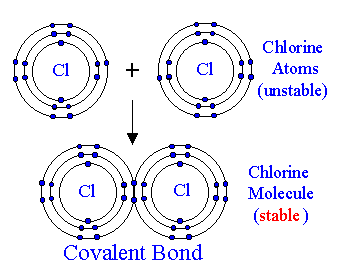 Cl + Cl
Chlorine
Atoms
(unstable)
Cl Cl
Chlorine
Molecule
(stable )
Covalent Bond